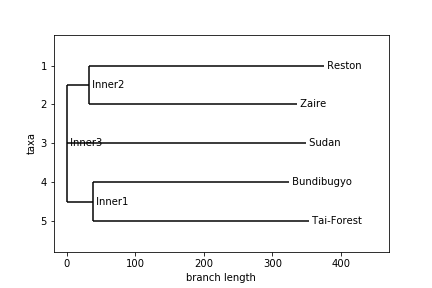 1
Reston
Inner2
2
Zaire
taxa
3
Inner3
Sudan
4
Bundibugyo
Inner1
5
Tai-Forest
0
100
200
300
400
branch length